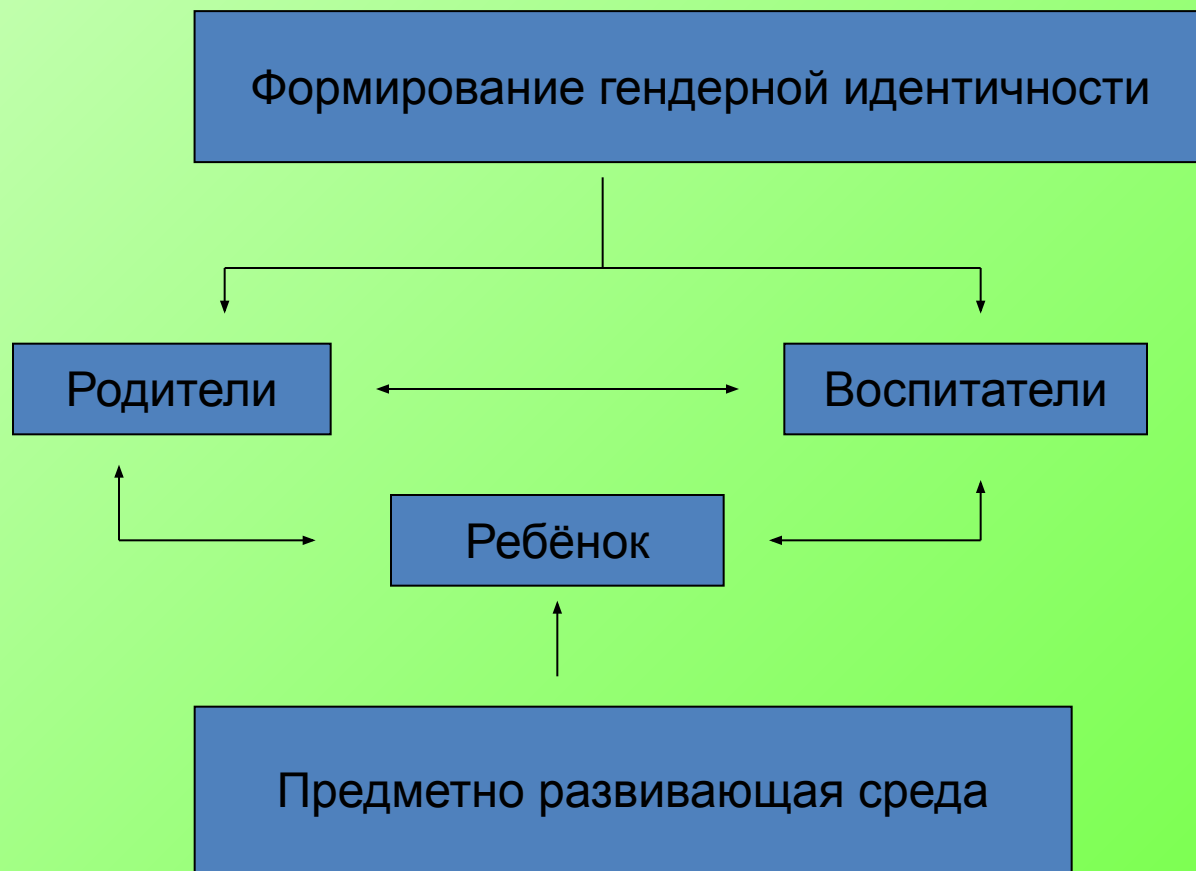 Формирование гендерной идентичности
Родители
Воспитатели
Ребёнок
Предметно развивающая среда